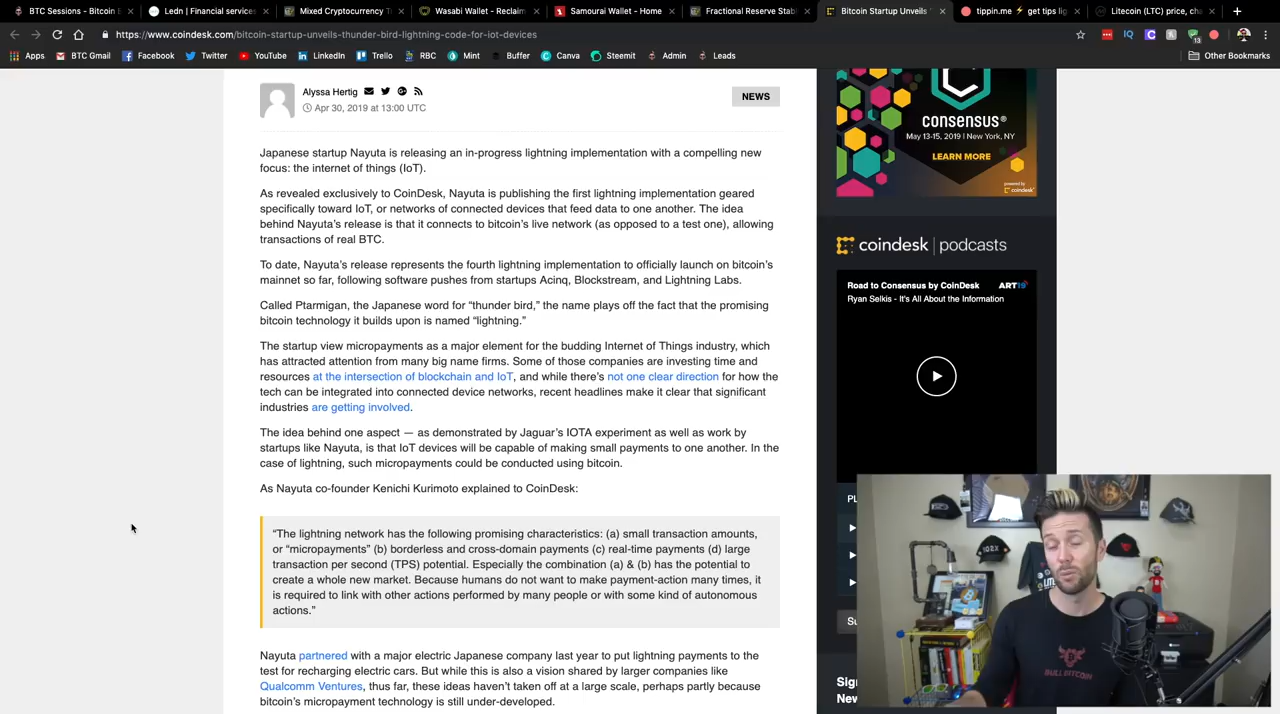 BTC Sessions - Bitcoin E
Ledn | Financial services
Mixed Cryptocurrency T
Wasabi Wallet - Reclaim
Samourai Wallet - Home
Fractional Reserve Stab
Bitcoin Startup Unveils '
tippin.me ⚡ get tips lig
Litecoin (LTC) price, ch
https://www.coindesk.com/bitcoin-startup-unveils-thunder-bird-lightning-code-for-iot-devices
IQ
13
Apps
BTC Gmail
Facebook
Twitter
YouTube
LinkedIn
Trello
RBC
Mint
Buffer
Canva
Steemit
Admin
Leads
Other Bookmarks
Alyssa Hertig
Apr 30, 2019 at 13:00 UTC
NEWS
Japanese startup Nayuta is releasing an in-progress lightning implementation with a compelling new
focus: the internet of things (IoT).
As revealed exclusively to CoinDesk, Nayuta is publishing the first lightning implementation geared
specifically toward IoT, or networks of connected devices that feed data to one another. The idea
behind Nayuta's release is that it connects to bitcoin's live network (as opposed to a test one), allowing
transactions of real BTC.
To date, Nayuta's release represents the fourth lightning implementation to officially launch on bitcoin's
mainnet so far, following software pushes from startups Acinq, Blockstream, and Lightning Labs.
Called Ptarmigan, the Japanese word for “thunder bird,” the name plays off the fact that the promising
bitcoin technology it builds upon is named “lightning.”
The startup view micropayments as a major element for the budding Internet of Things industry, which
has attracted attention from many big name firms. Some of those companies are investing time and
resources at the intersection of blockchain and IoT, and while there's not one clear direction for how the
tech can be integrated into connected device networks, recent headlines make it clear that significant
industries are getting involved.
The idea behind one aspect — as demonstrated by Jaguar's IOTA experiment as well as work by
startups like Nayuta, is that IoT devices will be capable of making small payments to one another. In the
case of lightning, such micropayments could be conducted using bitcoin.
As Nayuta co-founder Kenichi Kurimoto explained to CoinDesk:
“The lightning network has the following promising characteristics: (a) small transaction amounts,
or “micropayments” (b) borderless and cross-domain payments (c) real-time payments (d) large
transaction per second (TPS) potential. Especially the combination (a) & (b) has the potential to
create a whole new market. Because humans do not want to make payment-action many times, it
is required to link with other actions performed by many people or with some kind of autonomous
actions.”
Nayuta partnered with a major electric Japanese company last year to put lightning payments to the
test for recharging electric cars. But while this is also a vision shared by larger companies like
Qualcomm Ventures, thus far, these ideas haven't taken off at a large scale, perhaps partly because
bitcoin's micropayment technology is still under-developed.
CONSENSUS®
May 13-15, 2019 | New York, NY
LEARN MORE
powered by
coindesk
coindesk | podcasts
Road to Consensus by CoinDesk
ART19
Ryan Selkis - It's All About the Information
PL
Su
Sig
New
BULL BITCOIN